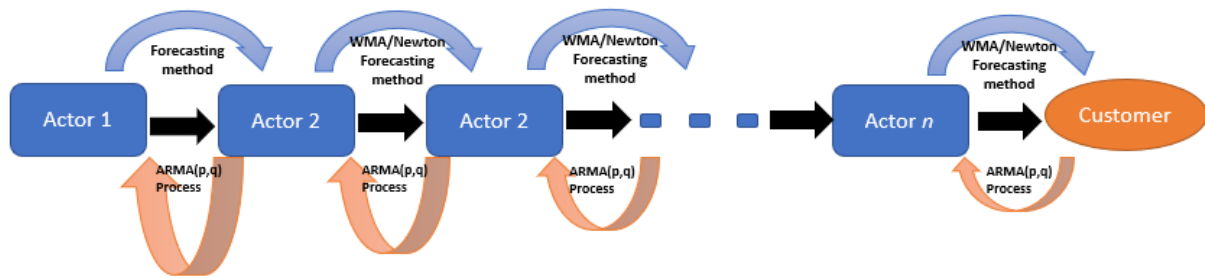 Forecasting
method
WMA/Newton
Forecasting
method
WMA/Newton
Forecasting
method
WMA/Newton
Forecasting
method
Actor 1
Actor 2
Actor 2
Actor n
Customer
ARMA(p,q)
Process
ARMA(p,q)
Process
ARMA(p,q)
Process
ARMA(p,q)
Process